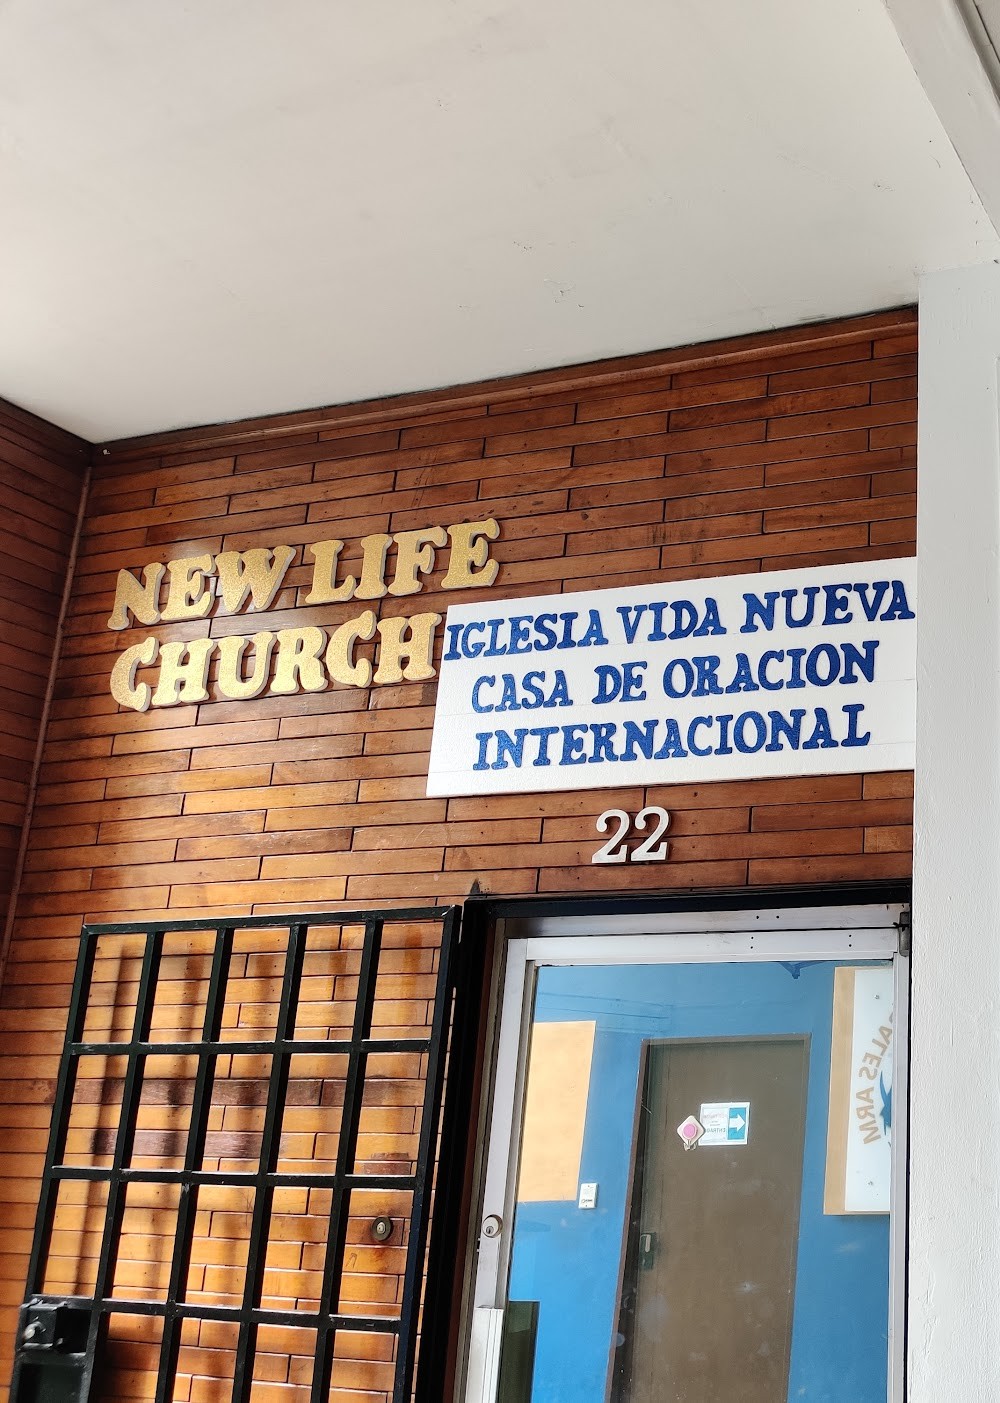 NEW LIFE
CHURCH
IGLESIA VIDA NUEVA
CASA DE ORACION
INTERNACIONAL
22